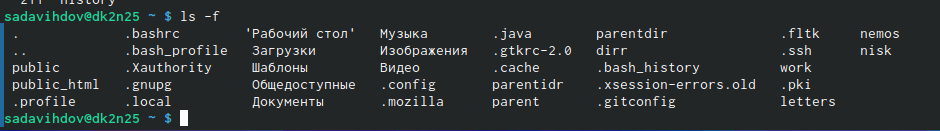 sadavihdov@dk2n25 ~ $ ls -f
. .bashrc 'Рабочий стол' Музыка .java parentdir .fltk nemos
.. .bash_profile Загрузки Изображения .gtkrc-2.0 dirr .ssh nisk
public .Xauthority Шаблоны Видео .cache .bash_history work
public_html .gnupg Общедоступные .config parentidr .xsession-errors.old .pki
.profile .local Документы .mozilla parent .gitconfig letters
sadavihdov@dk2n25 ~ $